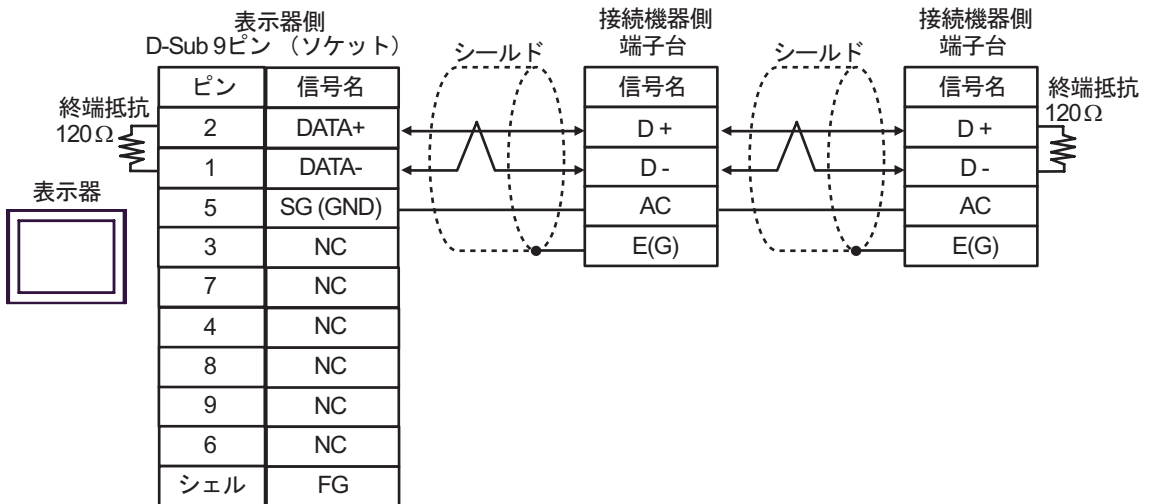 表示器側
D-Sub 9ピン (ソケット)
ピン 信号名
2 DATA+
1 DATA-
5 SG (GND)
3 NC
7 NC
4 NC
8 NC
9 NC
6 NC
シェル FG
終端抵抗
120Ω
表示器
シールド
接続機器側
端子台
信号名
D +
D -
AC
E(G)
シールド
接続機器側
端子台
信号名
D +
D -
AC
E(G)
終端抵抗
120Ω